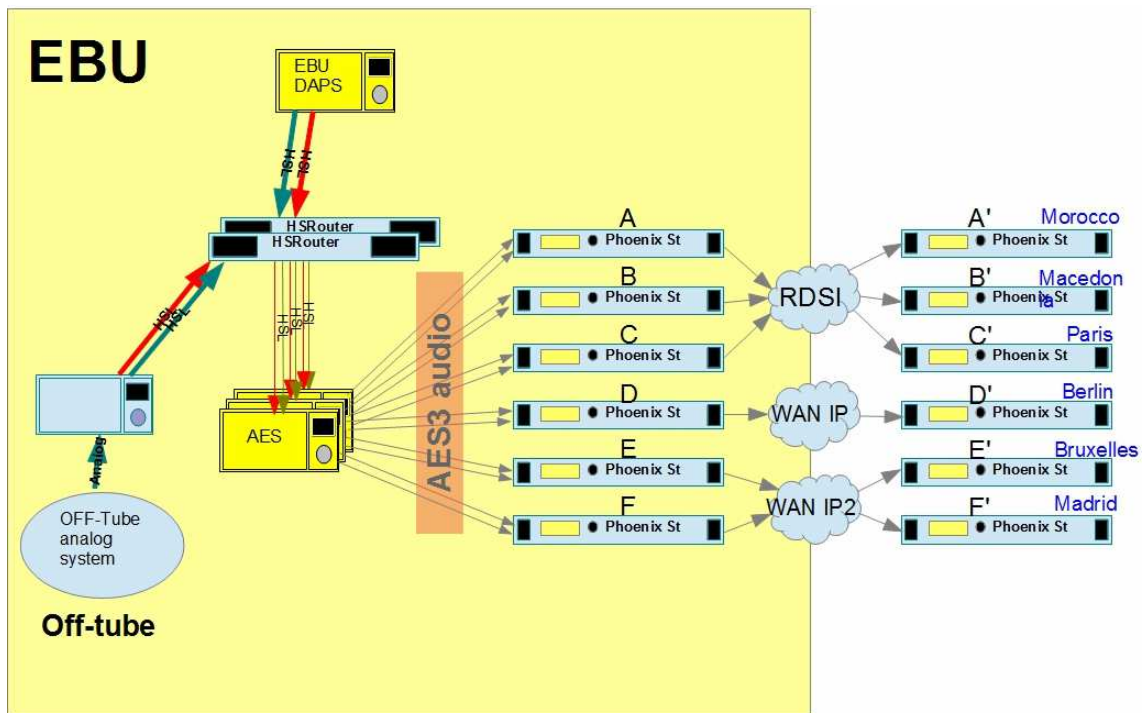 EBU
EBU
DAPS
HSL
HSL
HSRouter
HSRouter
HSL
HSL
HSL
HSL
HSL
AES
Analog
OFF-Tube
analog
system
Off-tube
AES3 audio
A
Phoenix St
B
Phoenix St
C
Phoenix St
D
Phoenix St
E
Phoenix St
F
Phoenix St
RDSI
WAN IP
WAN IP2
A' Morocco
Phoenix St
B' Macedon
ia
Phoenix St
C' Paris
Phoenix St
D' Berlin
Phoenix St
E' Bruxelles
Phoenix St
F' Madrid
Phoenix St